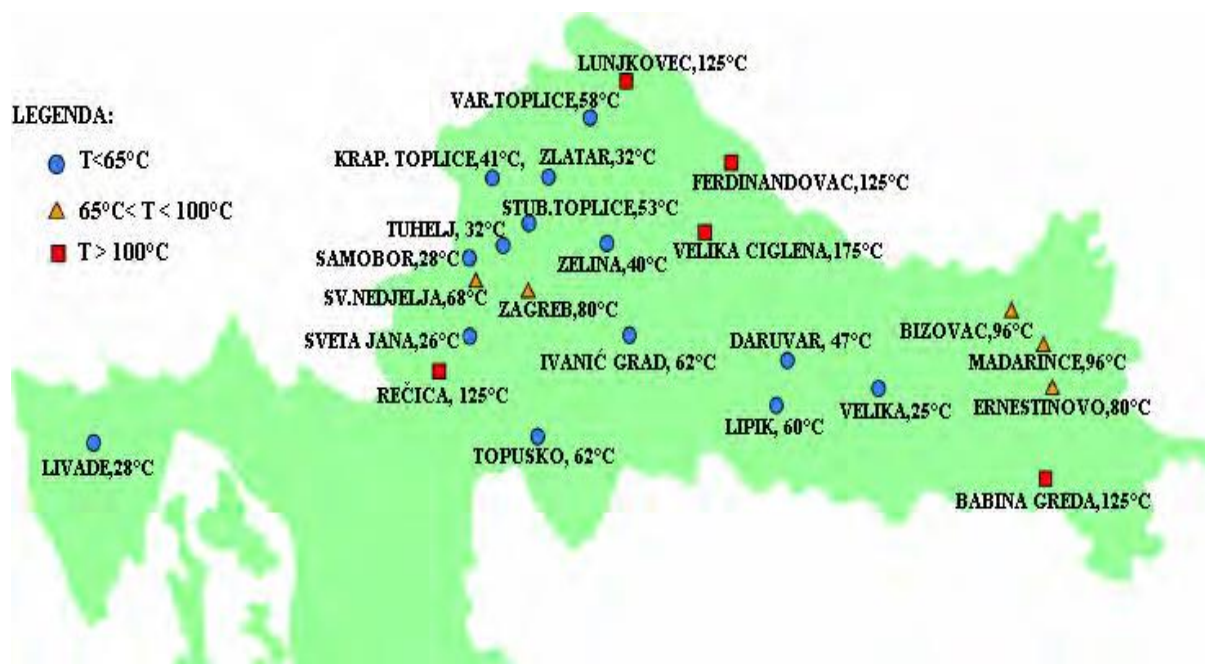 LUNJKOVEC,125°C
VAR.TOPLICE,58°C
LEGENDA:
T<65°C
65°C< T < 100°C
T > 100°C
KRAP. TOPLICE,41°C,
ZLATAR,32°C
FERDINANDOVAC,125°C
STUB.TOPLICE,53°C
TUHELJ, 32°C
VELIKA CIGLENA,175°C
SAMOBOR,28°C
ZELINA,40°C
SV.NEDJELJA,68°C
ZAGREB,80°C
SVETA JANA,26°C
IVANIĆ GRAD, 62°C
DARUVAR, 47°C
BIZOVAC,96°C
MADARINCE,96°C
REČICA, 125°C
VELIKA,25°C
ERNESTINOVO,80°C
LIPIK, 60°C
TOPUSKO, 62°C
LIVADE,28°C
BABINA GREDA,125°C